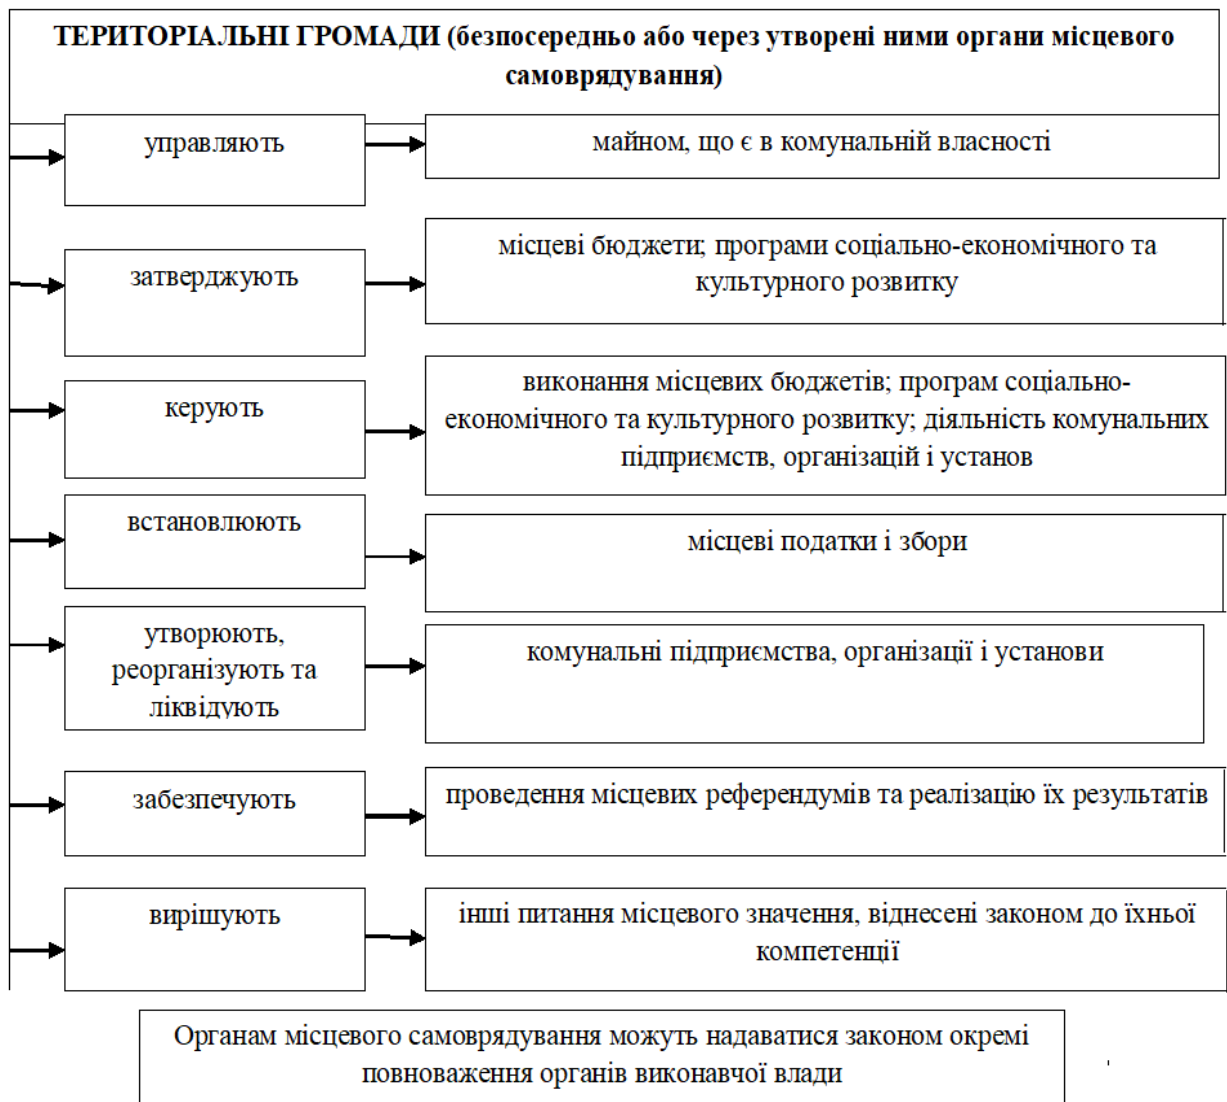 ТЕРИТОРІАЛЬНІ ГРОМАДИ (безпосередньо або через утворені ними органи місцевого
самоврядування)
управляють
майном, що є в комунальній власності
затверджують
місцеві бюджети; програми соціально-економічного та
культурного розвитку
керують
виконання місцевих бюджетів; програм соціально-
економічного та культурного розвитку; діяльність комунальних
підприємств, організацій і установ
встановлюють
місцеві податки і збори
утворюють,
реорганізують та
ліквідують
комунальні підприємства, організації і установи
забезпечують
проведення місцевих референдумів та реалізацію їх результатів
вирішують
інші питання місцевого значення, віднесені законом до їхньої
компетенції
Органам місцевого самоврядування можуть надаватися законом окремі
повноваження органів виконавчої влади